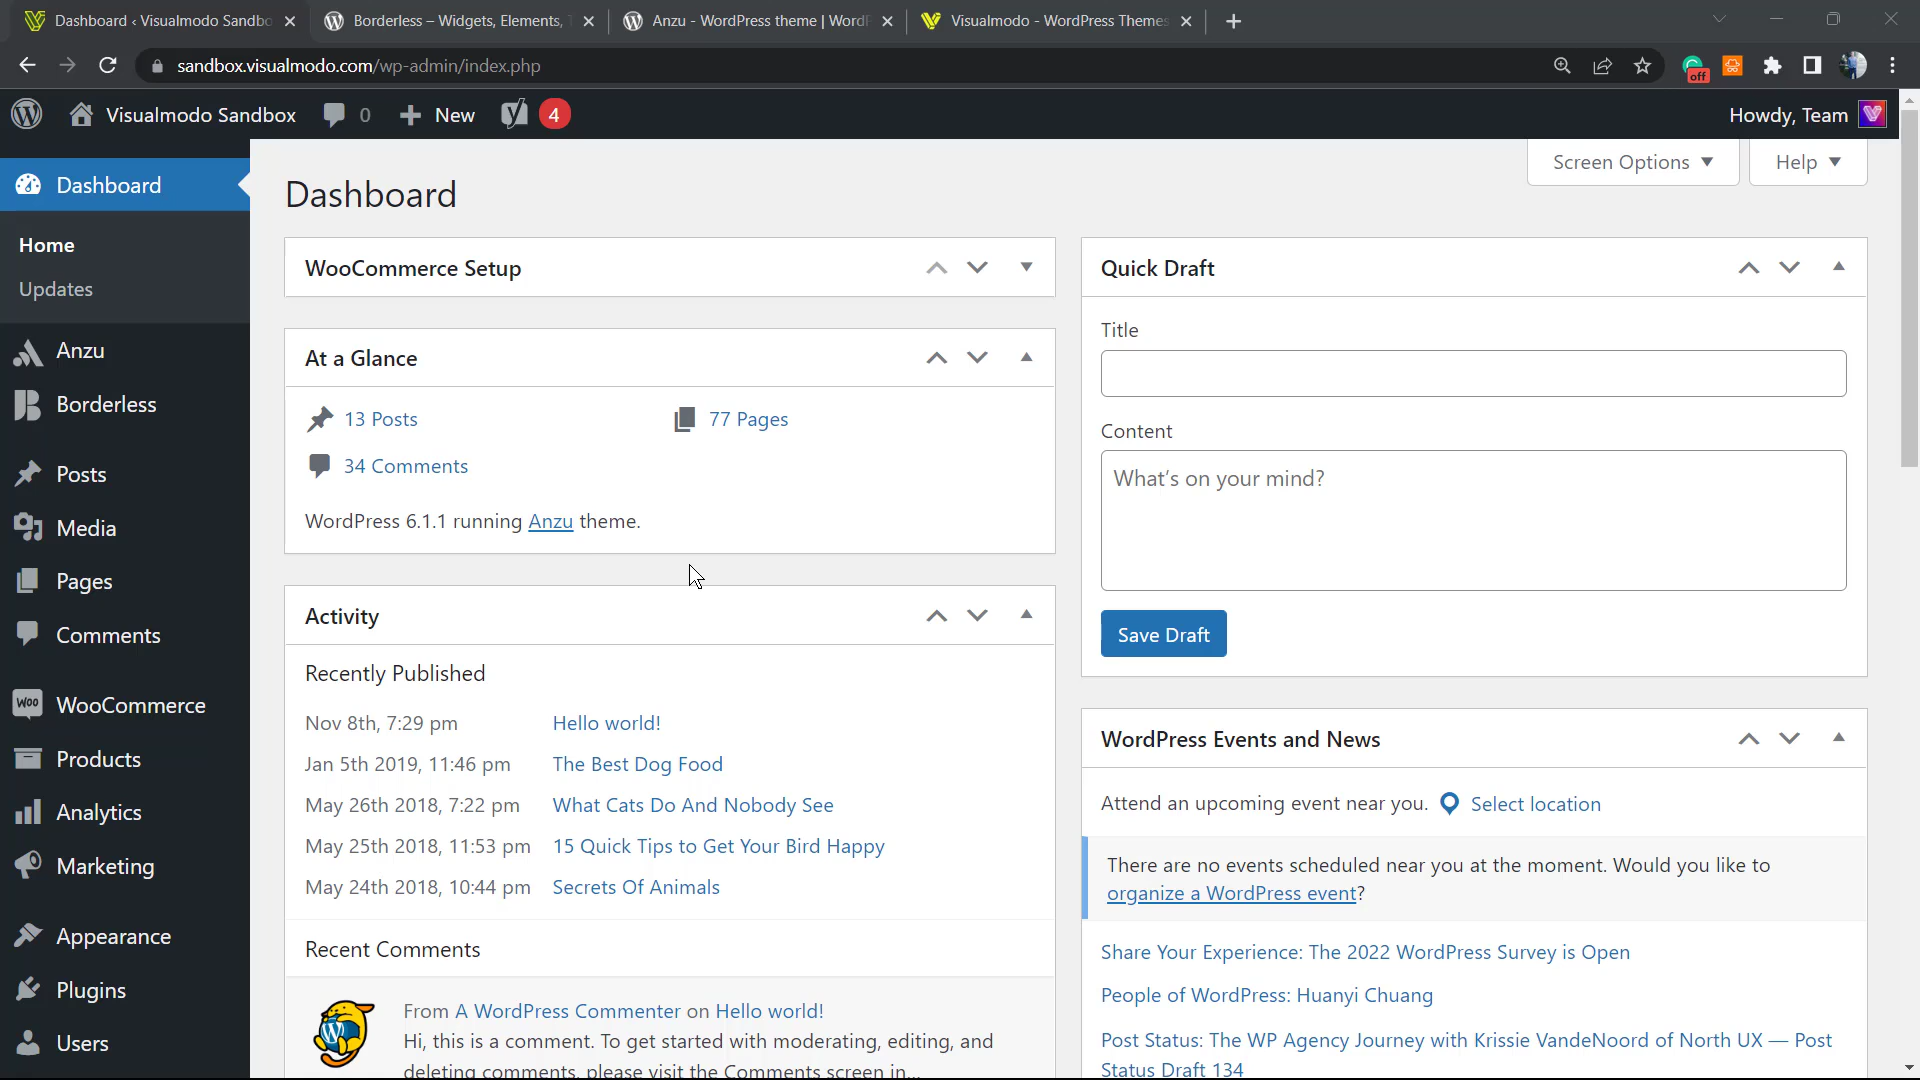 Dashboard ‹ Visualmodo Sandbo
Borderless – Widgets, Elements,
Anzu - WordPress theme | Word
Visualmodo - WordPress Themes
sandbox.visualmodo.com/wp-admin/index.php
off
Visualmodo Sandbox
0
New
4
Howdy, Team
Screen Options
Help
Dashboard
Home
Updates
Anzu
Borderless
Posts
Media
Pages
Comments
Woo
WooCommerce
Products
Analytics
Marketing
Appearance
Plugins
Users
Dashboard
WooCommerce Setup
At a Glance
13 Posts
77 Pages
34 Comments
WordPress 6.1.1 running Anzu theme.
Activity
Recently Published
Nov 8th, 7:29 pm Hello world!
Jan 5th 2019, 11:46 pm The Best Dog Food
May 26th 2018, 7:22 pm What Cats Do And Nobody See
May 25th 2018, 11:53 pm 15 Quick Tips to Get Your Bird Happy
May 24th 2018, 10:44 pm Secrets Of Animals
Recent Comments
From A WordPress Commenter on Hello world!
Hi, this is a comment. To get started with moderating, editing, and
deleting comments, please visit the Comments screen in...
Quick Draft
Title
Content
What's on your mind?
Save Draft
WordPress Events and News
Attend an upcoming event near you. Select location
There are no events scheduled near you at the moment. Would you like to
organize a WordPress event?
Share Your Experience: The 2022 WordPress Survey is Open
People of WordPress: Huanyi Chuang
Post Status: The WP Agency Journey with Krissie VandeNoord of North UX — Post
Status Draft 134